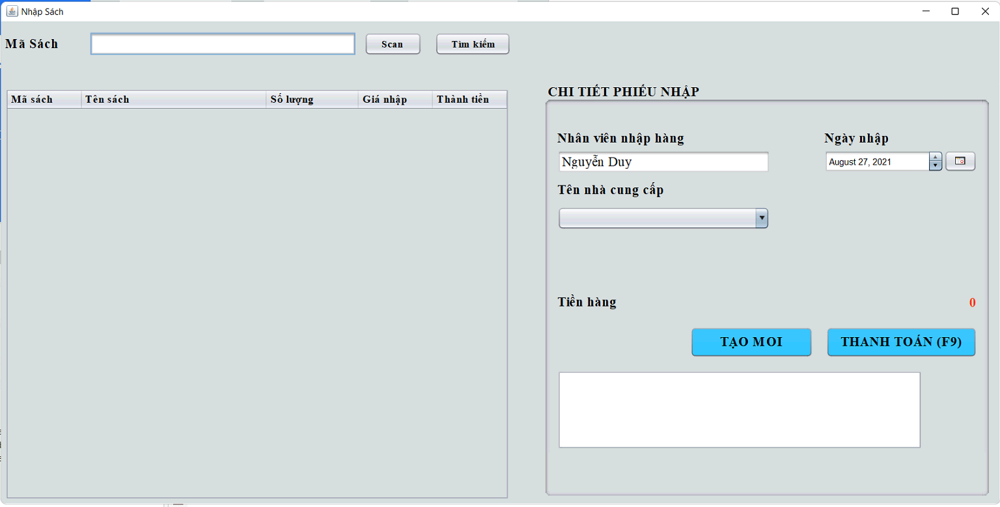 Nhập Sách
Mã Sách
Scan
Tìm kiếm
Mã sách Tên sách Số lượng Giá nhập Thành tiền
CHI TIẾT PHIẾU NHẬP
Nhân viên nhập hàng
Ngày nhập
Nguyễn Duy
August 27, 2021
Tên nhà cung cấp
Tiền hàng
0
TẠO MOI
THANH TOÁN (F9)